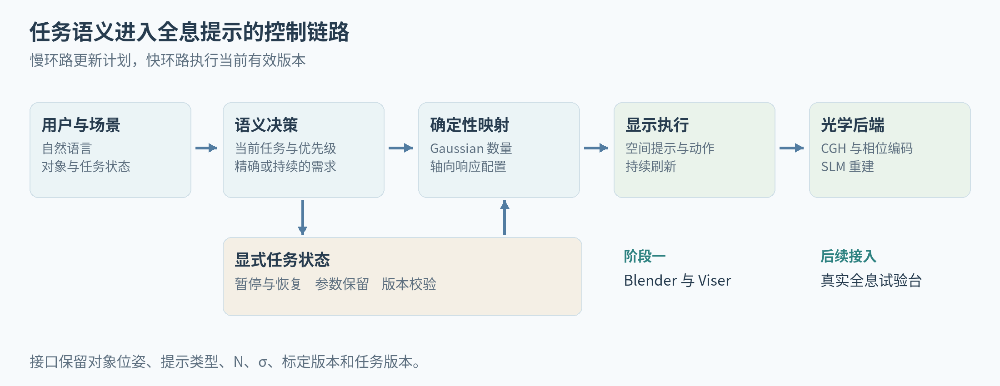 任务语义进入全息提示的控制链路
慢环路更新计划，快环路执行当前有效版本
用户与场景
自然语言
对象与任务状态
语义决策
当前任务与优先级
精确或持续的需求
确定性映射
Gaussian 数量
轴向响应配置
显示执行
空间提示与动作
持续刷新
光学后端
CGH 与相位编码
SLM 重建
显式任务状态
暂停与恢复 参数保留 版本校验
阶段一
Blender 与 Viser
后续接入
真实全息试验台
接口保留对象位姿、提示类型、N、σ、标定版本和任务版本。